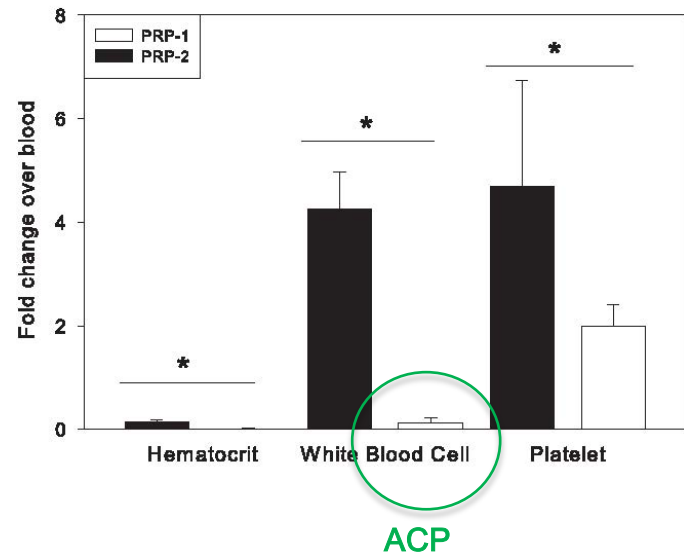 8
PRP-1
PRP-2
*
*
6
Fold change over blood
4
2
*
0
Hematocrit White Blood Cell Platelet
ACP